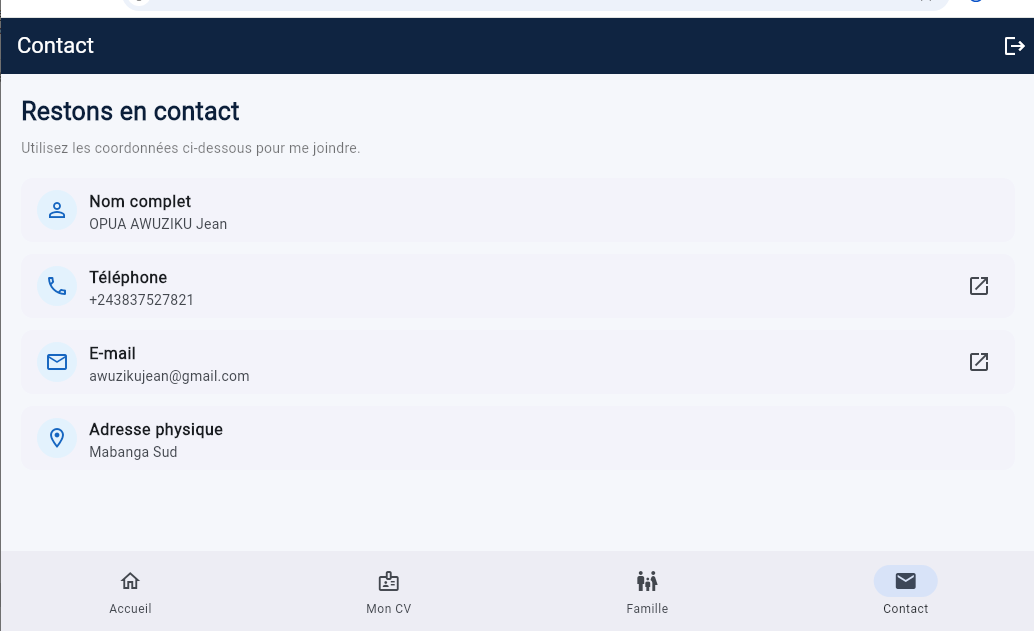 Contact
Restons en contact
Utilisez les coordonnées ci-dessous pour me joindre.
Nom complet
OPUA AWUZIKU Jean
Téléphone
+243837527821
E-mail
awuzikujean@gmail.com
Adresse physique
Mabanga Sud
Accueil
Mon CV
Famille
Contact